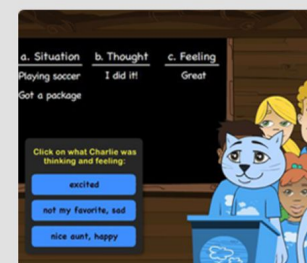 a. Situation b. Thought c. Feeling
Playing soccer I did it! Great
Got a package
Click on what Charlie was
thinking and feeling:
excited
not my favorite, sad
nice aunt, happy